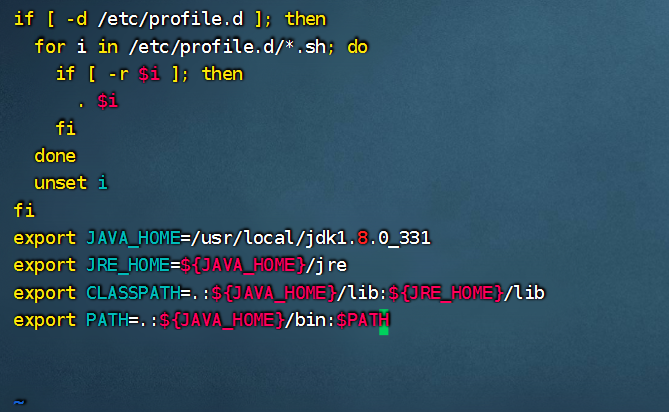 if [ -d /etc/profile.d ]; then
  for i in /etc/profile.d/*.sh; do
    if [ -r $i ]; then
      . $i
    fi
  done
  unset i
fi
export JAVA_HOME=/usr/local/jdk1.8.0_331
export JRE_HOME=${JAVA_HOME}/jre
export CLASSPATH=.:${JAVA_HOME}/lib:${JRE_HOME}/lib
export PATH=.:${JAVA_HOME}/bin:$PATH
~